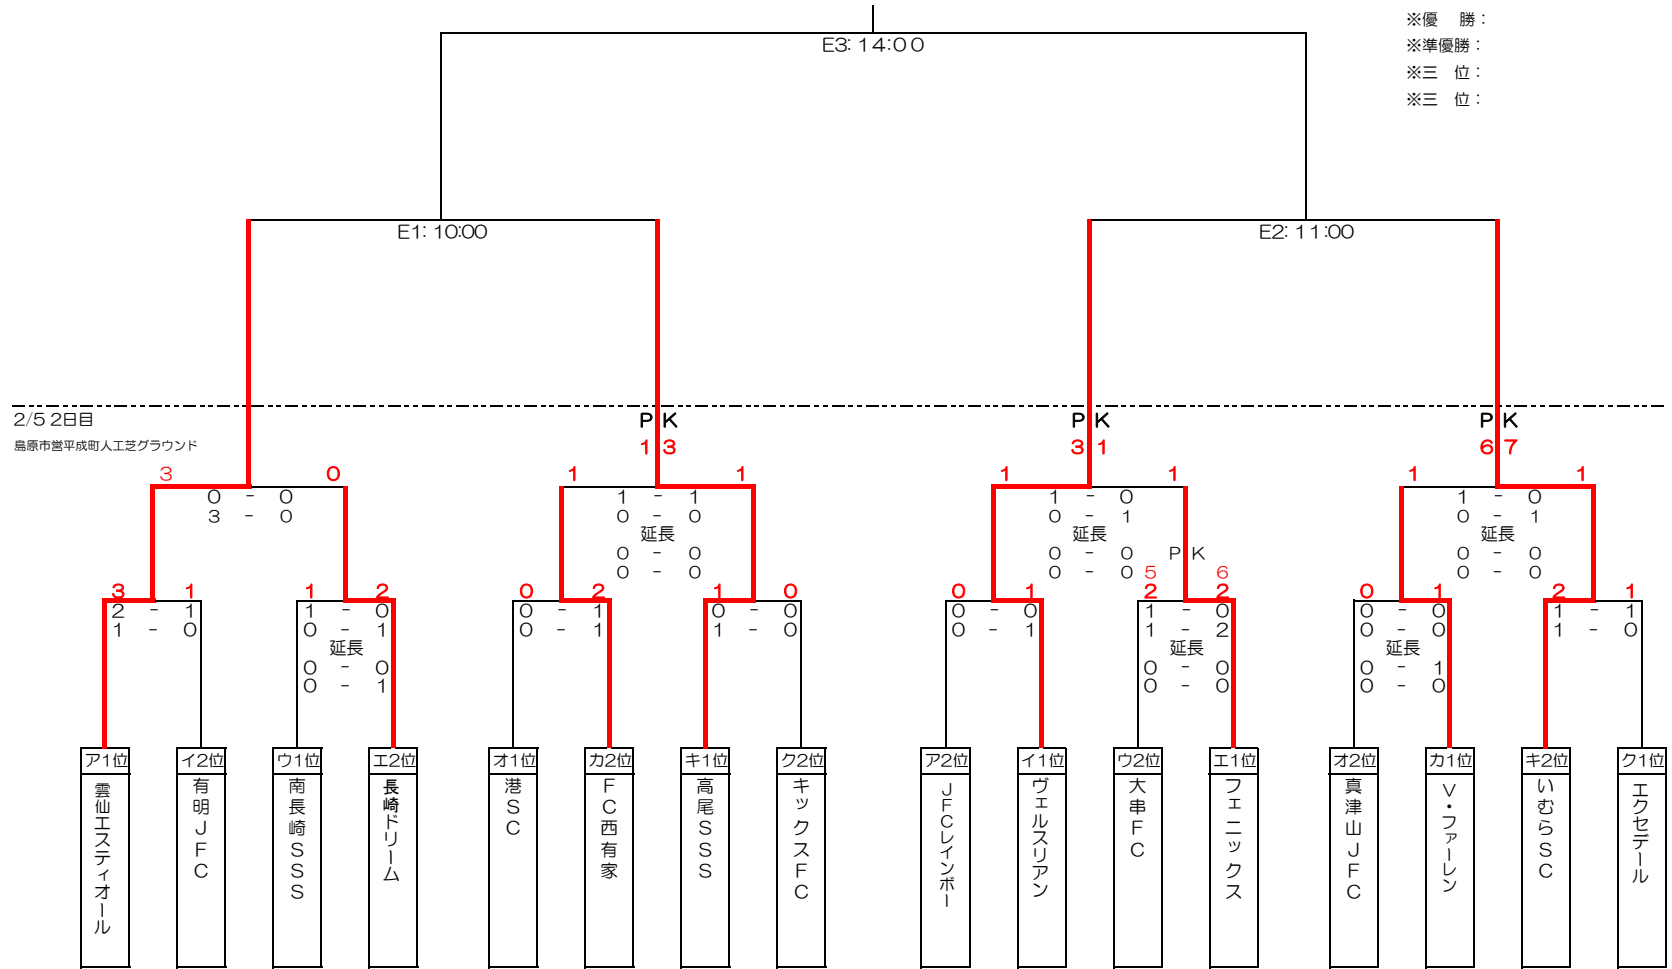 ※優　勝：
E3: 14:00
※準優勝：
※三　位：
※三　位：
E1: 10:00
E2: 11:00
2/5 2日目
島原市営平成町人工芝グラウンド
PK PK PK
1 3 3 1 6 7
3 0 1 1 1 1 1 1
0 - 0 1 - 1 1 - 0 1 - 0
3 - 0 0 - 0 0 - 1 0 - 1
延長 延長 延長
0 - 0 0 - 0 PK 0 - 0
0 - 0 0 - 0 5 6 0 - 0
3 1 1 2 0 2 1 0 0 1 2 2 0 1 2 1
2 - 1 1 - 0 0 - 1 0 - 0 0 - 0 1 - 0 0 - 0 1 - 1
1 - 0 0 - 1 0 - 1 1 - 0 0 - 1 1 - 2 0 - 0 1 - 0
延長 延長 延長
0 - 0 0 - 0 0 - 1
0 - 1 0 - 0 0 - 0
ア1位 イ2位 ウ1位 エ2位 オ1位 カ2位 キ1位 ク2位 ア2位 イ1位 ウ2位 エ1位 オ2位 カ1位 キ2位 ク1位
雲仙エスティオール
有明JFC
南長崎SSS
長崎ドリーム
港SC
FC西有家
高尾SSS
キックスFC
JFCレインボー
ヴェルスリアン
大串FC
フェニックス
真津山JFC
V・ファーレン
いむらSC
エクセデール